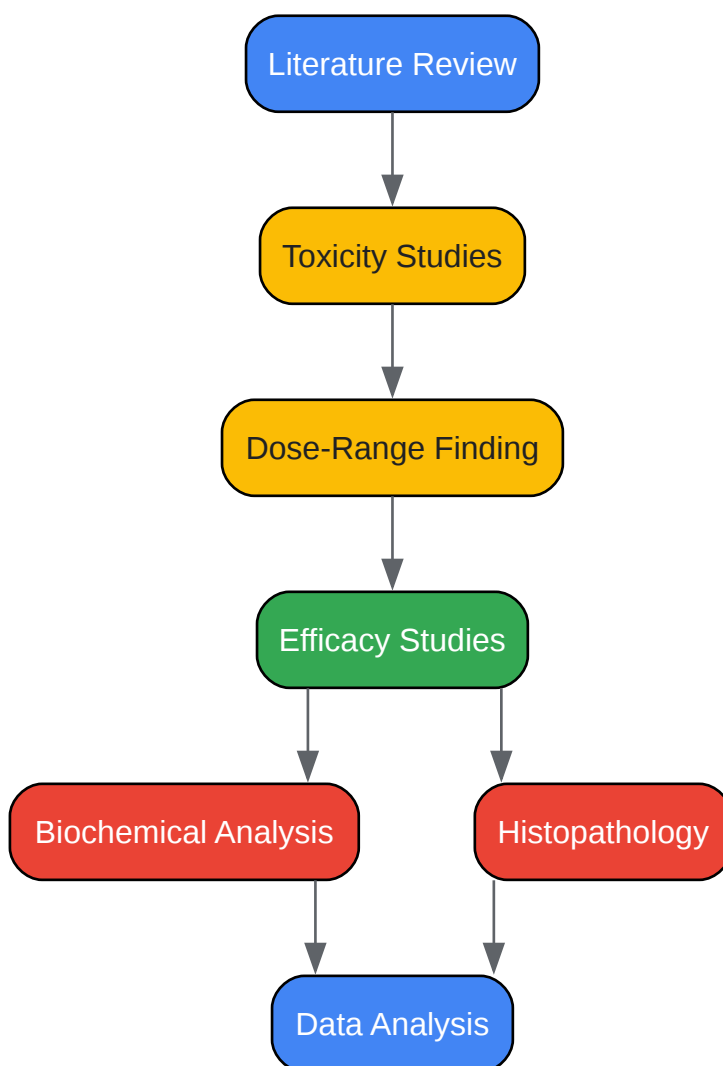 Literature Review
Toxicity Studies
Dose-Range Finding
Efficacy Studies
Biochemical Analysis
Histopathology
Data Analysis